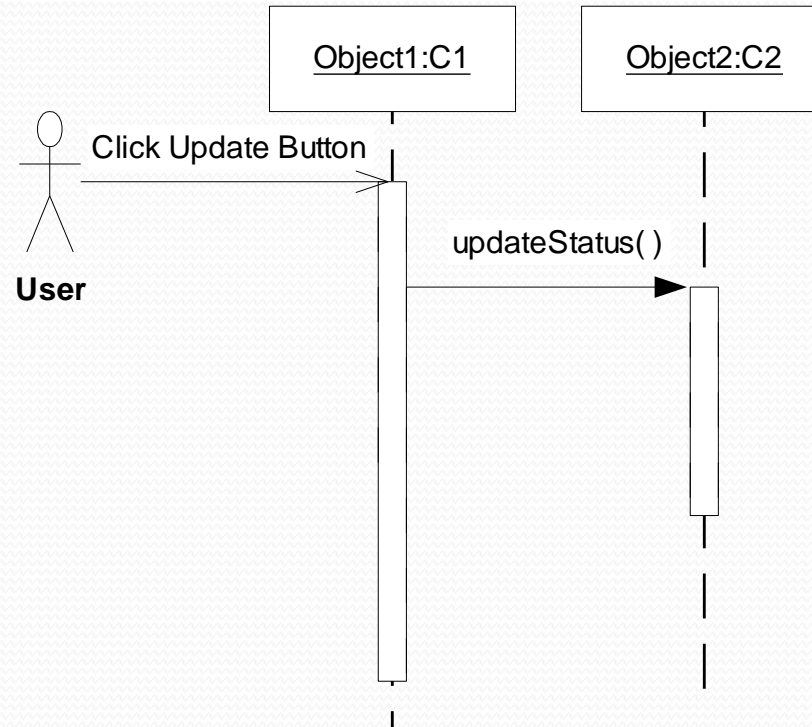 Object1:C1
Object2:C2
Click Update Button
updateStatus( )
User